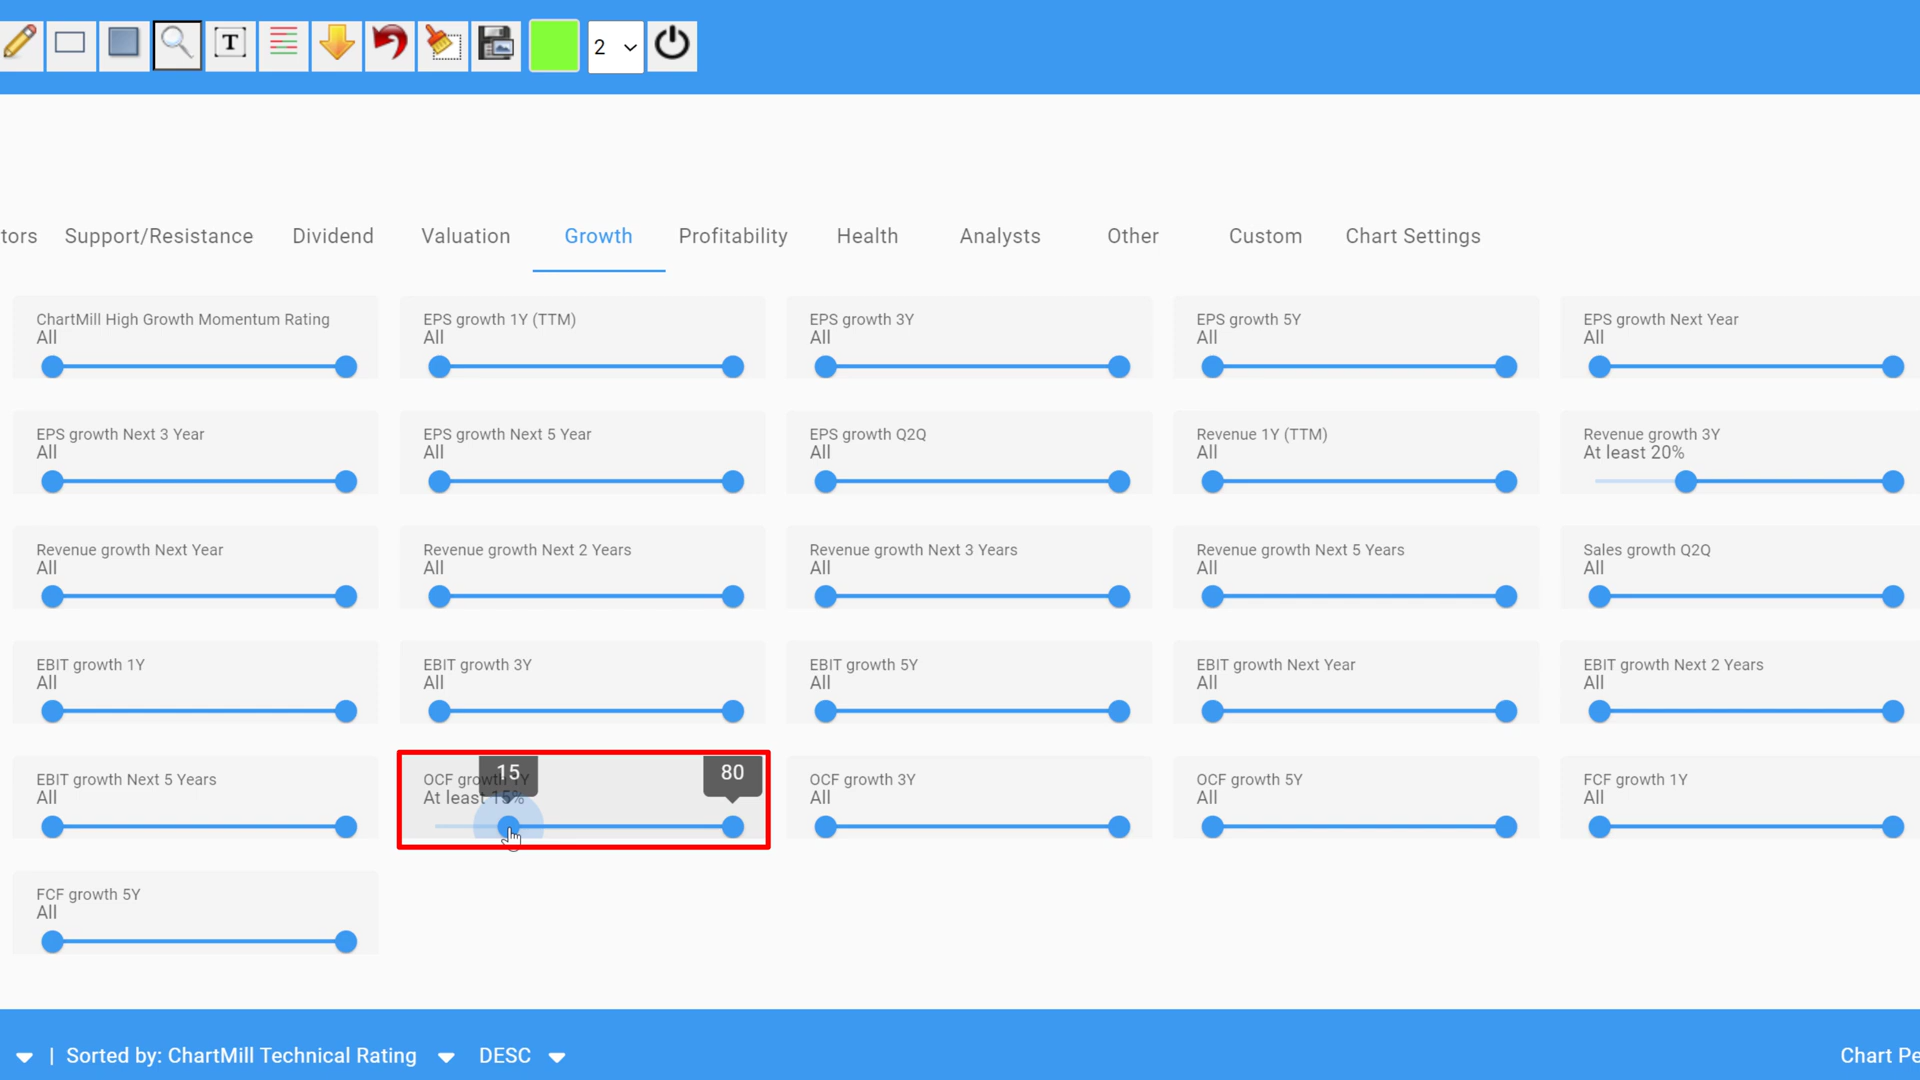 T
2
tors Support/Resistance Dividend Valuation Growth Profitability Health Analysts Other Custom Chart Settings
ChartMill High Growth Momentum Rating
All
EPS growth 1Y (TTM)
All
EPS growth 3Y
All
EPS growth 5Y
All
EPS growth Next Year
All
EPS growth Next 3 Year
All
EPS growth Next 5 Year
All
EPS growth Q2Q
All
Revenue 1Y (TTM)
All
Revenue growth 3Y
At least 20%
Revenue growth Next Year
All
Revenue growth Next 2 Years
All
Revenue growth Next 3 Years
All
Revenue growth Next 5 Years
All
Sales growth Q2Q
All
EBIT growth 1Y
All
EBIT growth 3Y
All
EBIT growth 5Y
All
EBIT growth Next Year
All
EBIT growth Next 2 Years
All
EBIT growth Next 5 Years
All
OCF growth 1Y
At least 15%
15
80
OCF growth 3Y
All
OCF growth 5Y
All
FCF growth 1Y
All
FCF growth 5Y
All
| Sorted by: ChartMill Technical Rating DESC
Chart Pe